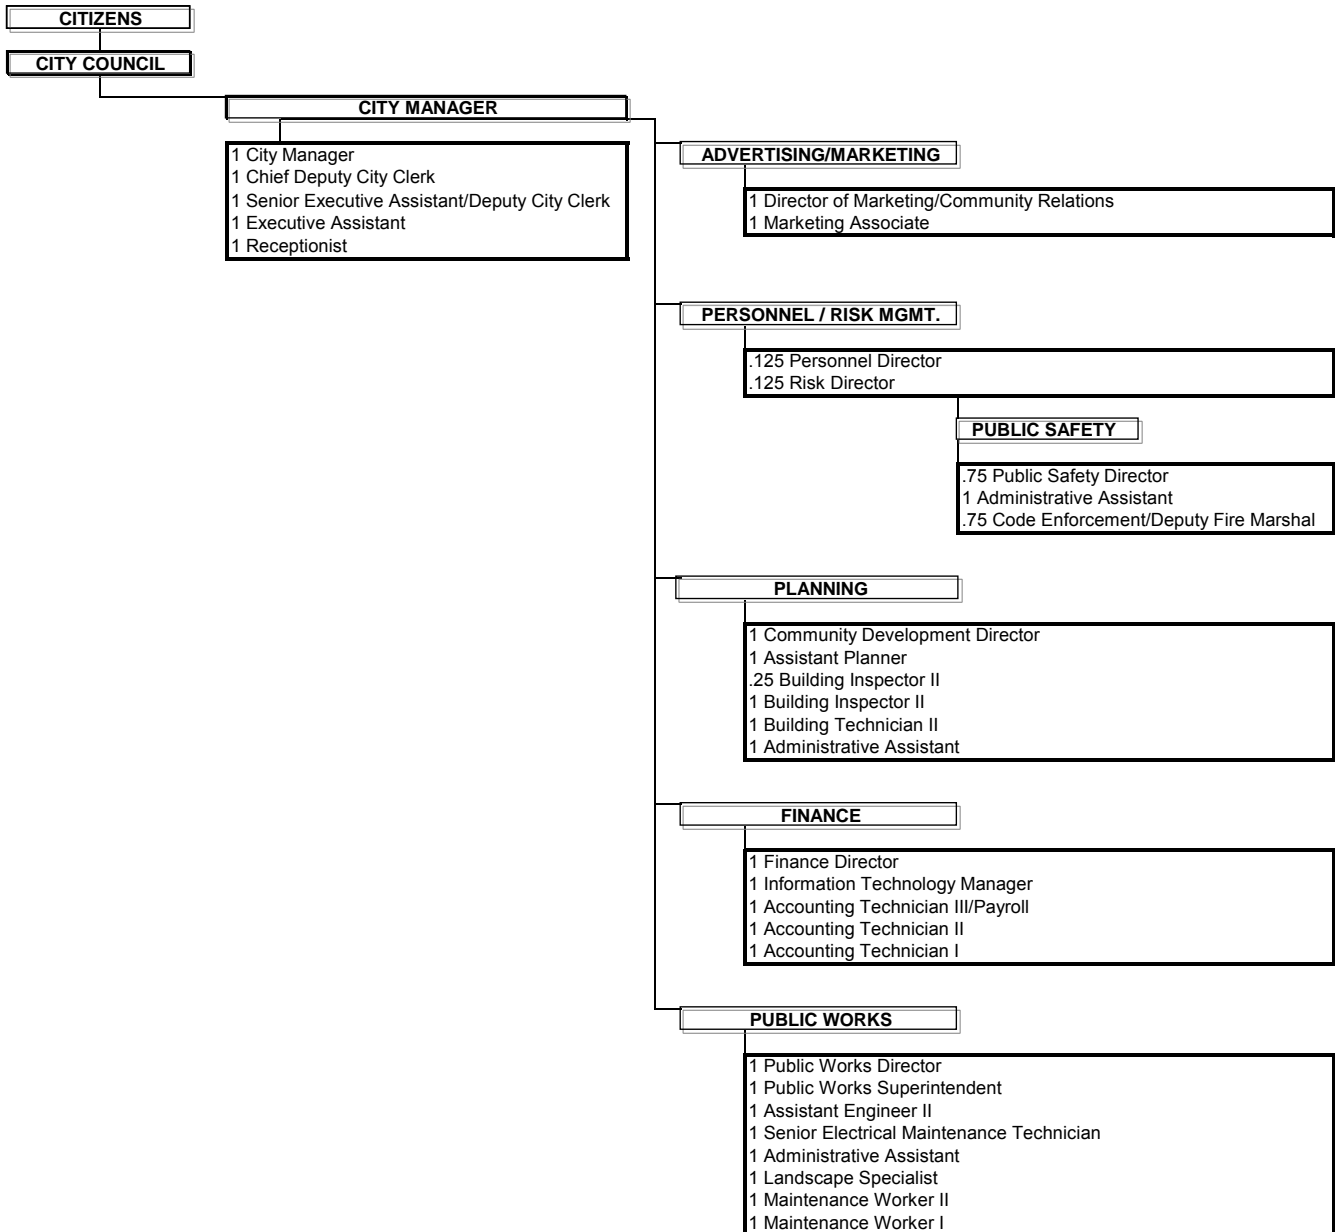 CITIZENS
CITY COUNCIL
CITY MANAGER
1 City Manager
1 Chief Deputy City Clerk
1 Senior Executive Assistant/Deputy City Clerk
1 Executive Assistant
1 Receptionist
ADVERTISING/MARKETING
1 Director of Marketing/Community Relations
1 Marketing Associate
PERSONNEL / RISK MGMT.
.125 Personnel Director
.125 Risk Director
PUBLIC SAFETY
.75 Public Safety Director
1 Administrative Assistant
.75 Code Enforcement/Deputy Fire Marshal
PLANNING
1 Community Development Director
1 Assistant Planner
.25 Building Inspector II
1 Building Inspector II
1 Building Technician II
1 Administrative Assistant
FINANCE
1 Finance Director
1 Information Technology Manager
1 Accounting Technician III/Payroll
1 Accounting Technician II
1 Accounting Technician I
PUBLIC WORKS
1 Public Works Director
1 Public Works Superintendent
1 Assistant Engineer II
1 Senior Electrical Maintenance Technician
1 Administrative Assistant
1 Landscape Specialist
1 Maintenance Worker II
1 Maintenance Worker I